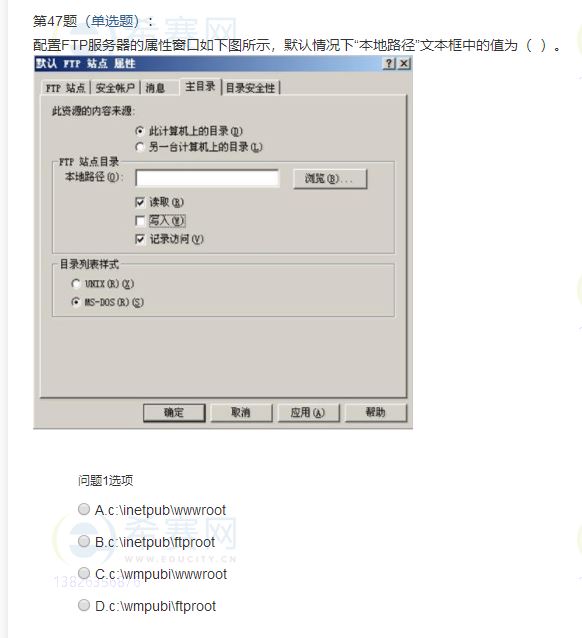 第47题（单选题）：
配置FTP服务器的属性窗口如下图所示，默认情况下“本地路径”文本框中的值为（ ）。
默认 FTP 站点 属性
FTP 站点 安全帐户 消息 主目录 目录安全性
此资源的内容来源:
此计算机上的目录(D)
另一台计算机上的目录(L)
FTP 站点目录
本地路径(O): 浏览(B)...
读取(R)
写入(W)
记录访问(V)
目录列表样式
UNIX(R)(X)
MS-DOS(R)(S)
确定 取消 应用(A) 帮助
问题1选项
A.c:\inetpub\wwwroot
希赛网
B.c:\inetpub\ftproot
WWW.EDUCITY.CN
C.c:\wmpubi\wwwroot
D.c:\wmpubi\ftproot